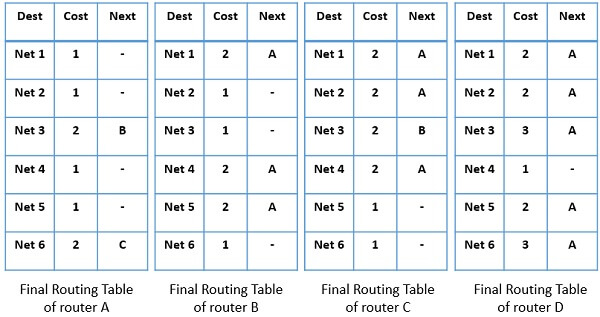 Dest Cost Next Dest Cost Next Dest Cost Next Dest Cost Next
Net 1 1 - Net 1 2 A Net 1 2 A Net 1 2 A
Net 2 1 - Net 2 1 - Net 2 2 A Net 2 2 A
Net 3 2 B Net 3 1 - Net 3 2 B Net 3 3 A
Net 4 1 - Net 4 2 A Net 4 2 A Net 4 1 -
Net 5 1 - Net 5 2 A Net 5 1 - Net 5 2 A
Net 6 2 C Net 6 1 - Net 6 1 - Net 6 3 A
Final Routing Table Final Routing Table Final Routing Table Final Routing Table
of router A of router B of router C of router D